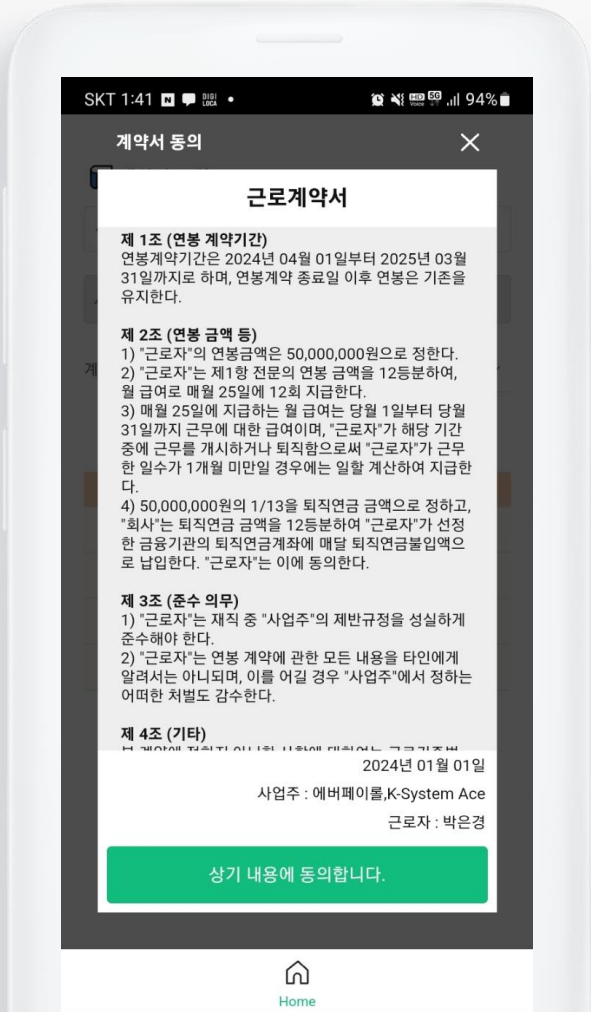 SKT 1:41 N DIGI LOCA • HD Voice 5G 94%
계약서 동의
근로계약서
제 1조 (연봉 계약기간)
연봉계약기간은 2024년 04월 01일부터 2025년 03월
31일까지로 하며, 연봉계약 종료일 이후 연봉은 기존을
유지한다.
제 2조 (연봉 금액 등)
1) "근로자"의 연봉금액은 50,000,000원으로 정한다.
2) "근로자"는 제1항 전문의 연봉 금액을 12등분하여,
월 급여로 매월 25일에 12회 지급한다.
3) 매월 25일에 지급하는 월 급여는 당월 1일부터 당월
31일까지 근무에 대한 급여이며, "근로자"가 해당 기간
중에 근무를 개시하거나 퇴직함으로써 "근로자"가 근무
한 일수가 1개월 미만일 경우에는 일할 계산하여 지급한
다.
4) 50,000,000원의 1/13을 퇴직연금 금액으로 정하고,
"회사"는 퇴직연금 금액을 12등분하여 "근로자"가 선정
한 금융기관의 퇴직연금계좌에 매달 퇴직연금불입액으
로 납입한다. "근로자"는 이에 동의한다.
제 3조 (준수 의무)
1) "근로자"는 재직 중 "사업주"의 제반규정을 성실하게
준수해야 한다.
2) "근로자"는 연봉 계약에 관한 모든 내용을 타인에게
알려서는 아니되며, 이를 어길 경우 "사업주"에서 정하는
어떠한 처벌도 감수한다.
제 4조 (기타)
2024년 01월 01일
사업주 : 에버페이롤,K-System Ace
근로자 : 박은경
상기 내용에 동의합니다.
Home